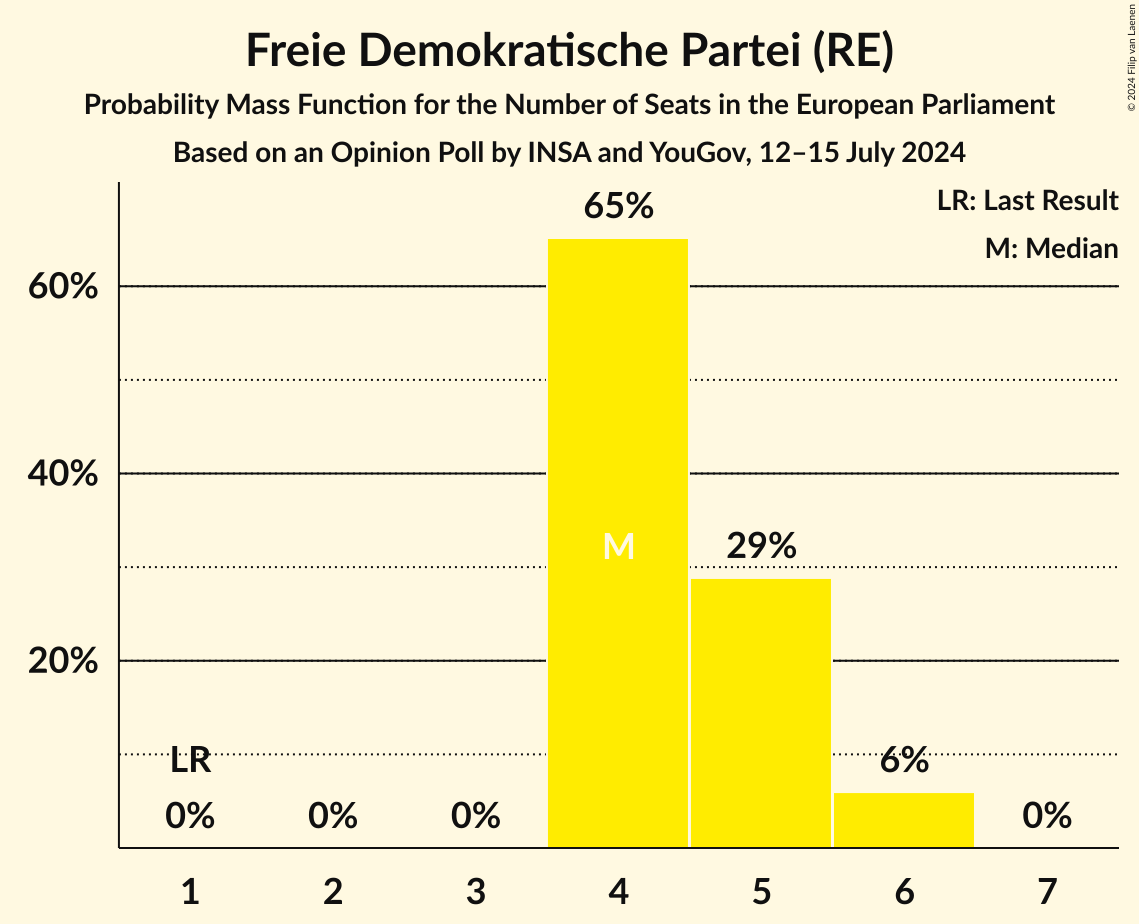 Freie Demokratische Partei (RE)
Probability Mass Function for the Number of Seats in the European Parliament
Based on an Opinion Poll by INSA and YouGov, 12–15 July 2024
© 2024 Filip van Laenen
LR: Last Result
M: Median
65%
60%
40%
M
29%
20%
LR
6%
0%
0%
0%
0%
1
2
3
4
5
6
7